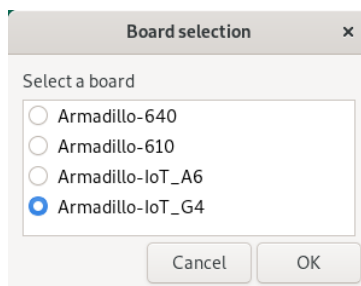 Board selection
Select a board
Armadillo-640
Armadillo-610
Armadillo-IoT_A6
Armadillo-IoT_G4
Cancel OK